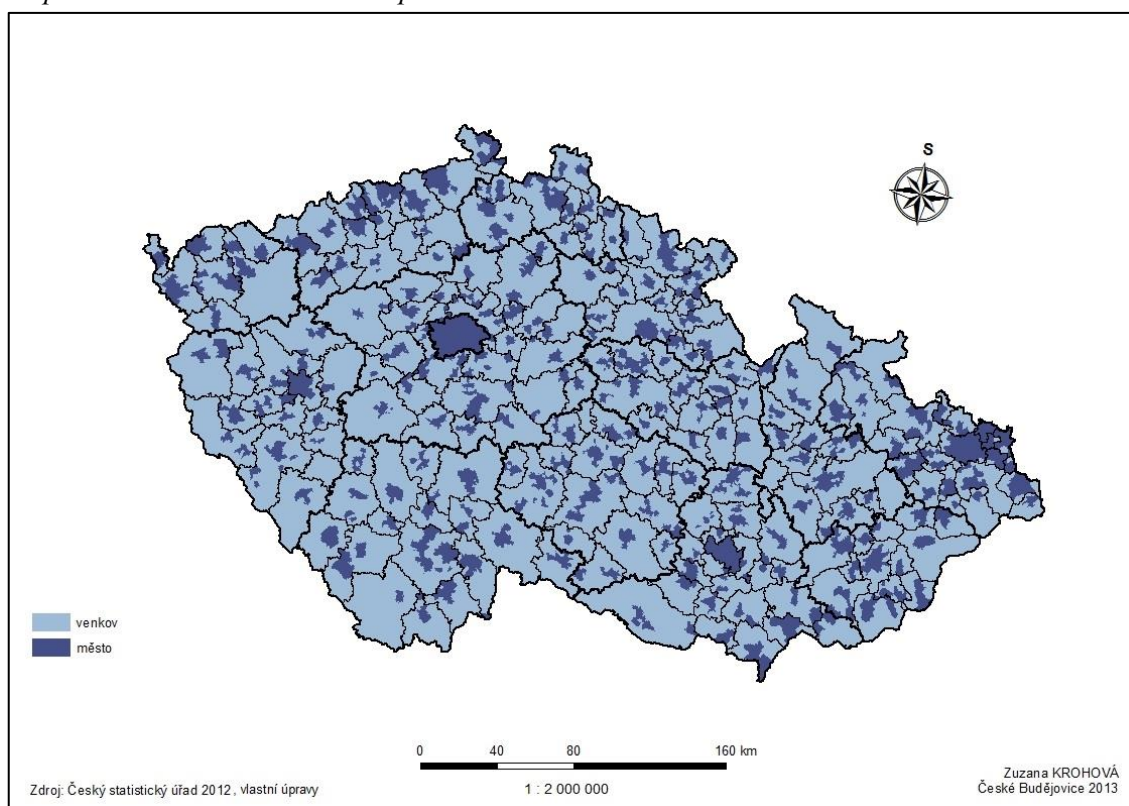 S
venkov
město
0 40 80 160 km
1 : 2 000 000
Zdroj: Český statistický úřad 2012 , vlastní úpravy
Zuzana KROHOVÁ
České Budějovice 2013